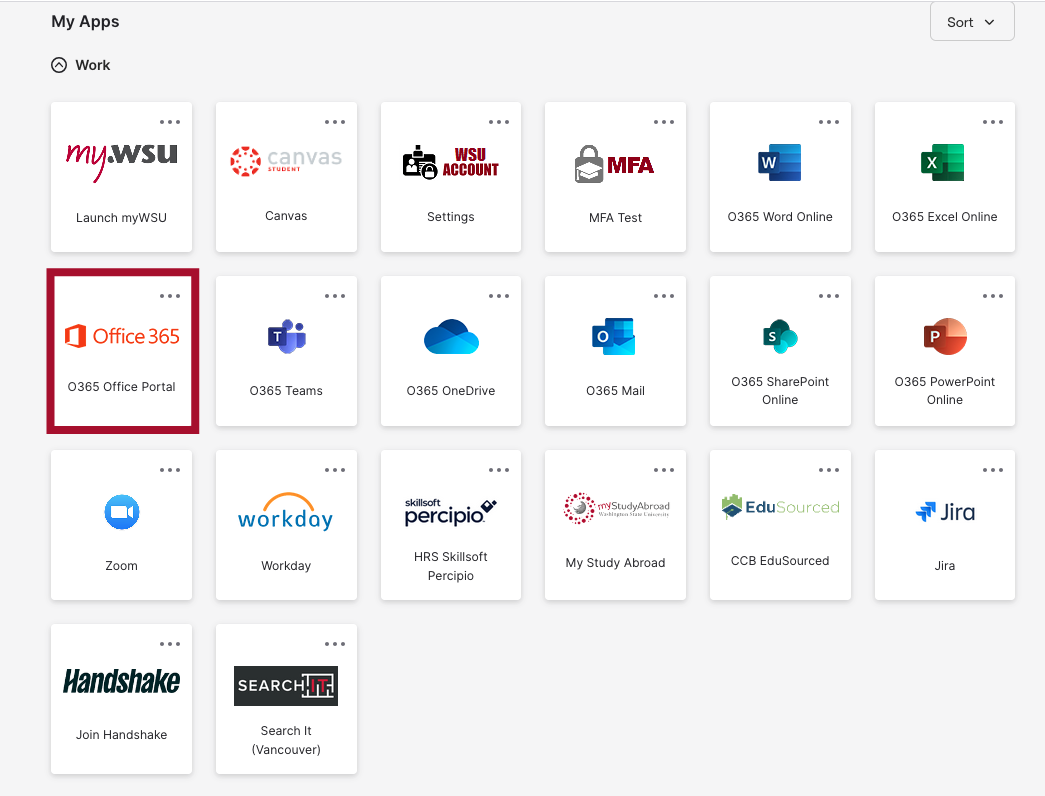 My Apps
Sort
Work
my.wsu
Launch myWSU
canvas
STUDENT
Canvas
WSU
ACCOUNT
Settings
MFA
MFA Test
W
O365 Word Online
X
O365 Excel Online
Office 365
O365 Office Portal
T
O365 Teams
O365 OneDrive
O
O365 Mail
S
O365 SharePoint
Online
P
O365 PowerPoint
Online
Zoom
workday
Workday
skillsoft
percipio
HRS Skillsoft
Percipio
myStudyAbroad
Washington State University
My Study Abroad
EduSourced
CCB EduSourced
Jira
Jira
Handshake
Join Handshake
SEARCH IT
Search It
(Vancouver)